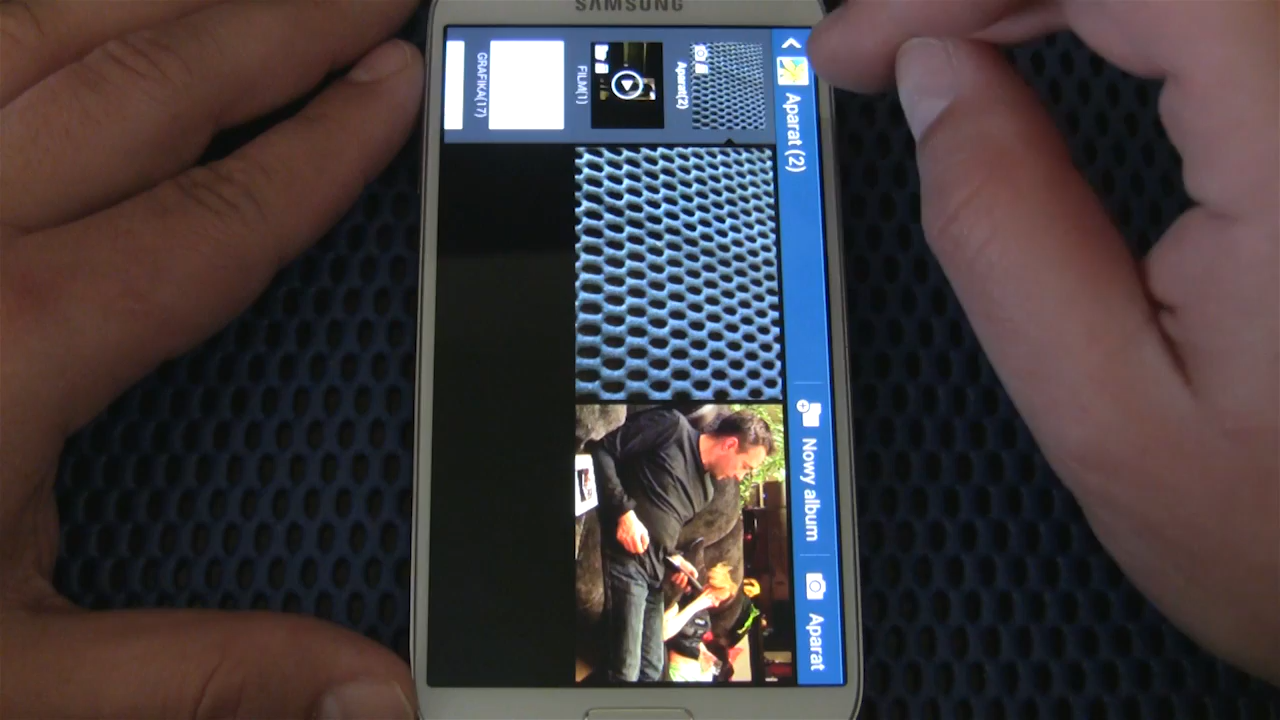 SAMSUNG
Aparat (2)
Nowy album
Aparat
Aparat(2)
FILM(1)
GRAFIKA(17)